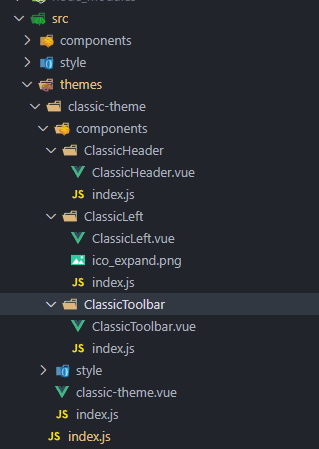 src
components
style
themes
classic-theme
components
ClassicHeader
ClassicHeader.vue
JS index.js
ClassicLeft
ClassicLeft.vue
ico_expand.png
JS index.js
ClassicToolbar
ClassicToolbar.vue
JS index.js
style
classic-theme.vue
JS index.js
JS index.js